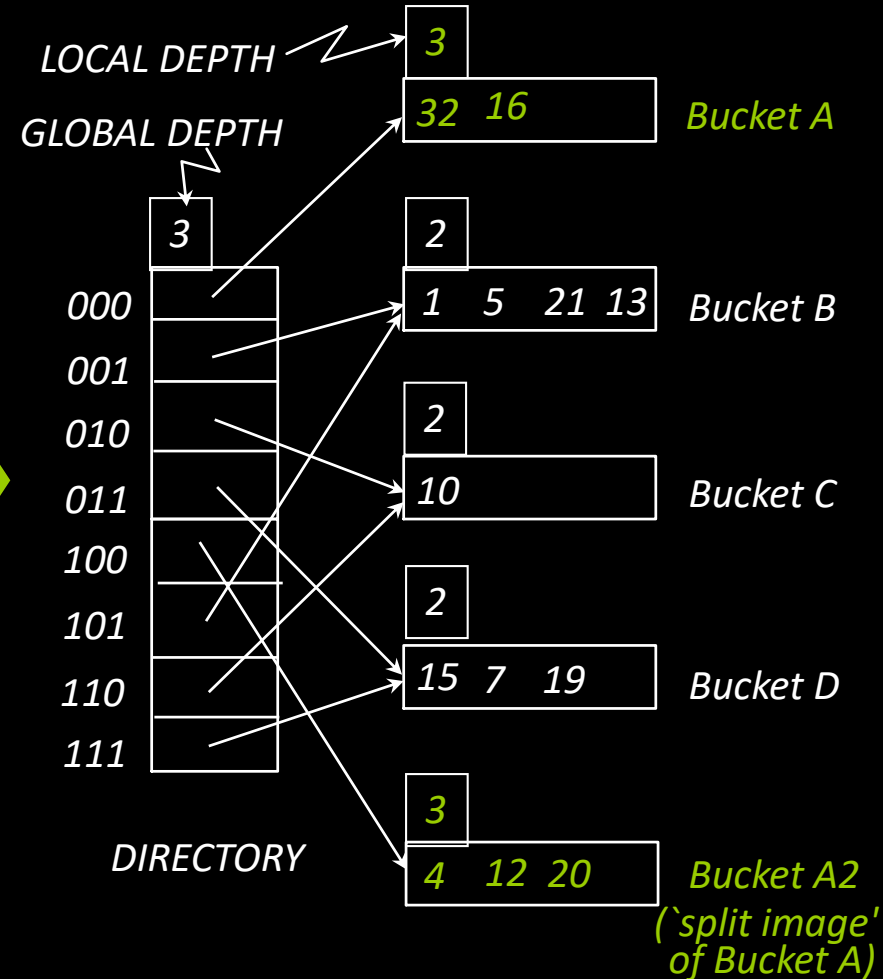 LOCAL DEPTH
3
32 16
Bucket A
GLOBAL DEPTH
3
2
000
1 5 21 13
Bucket B
001
2
010
10
Bucket C
011
100
2
101
15 7 19
Bucket D
110
111
3
DIRECTORY
4 12 20
Bucket A2
(`split image'
of Bucket A)